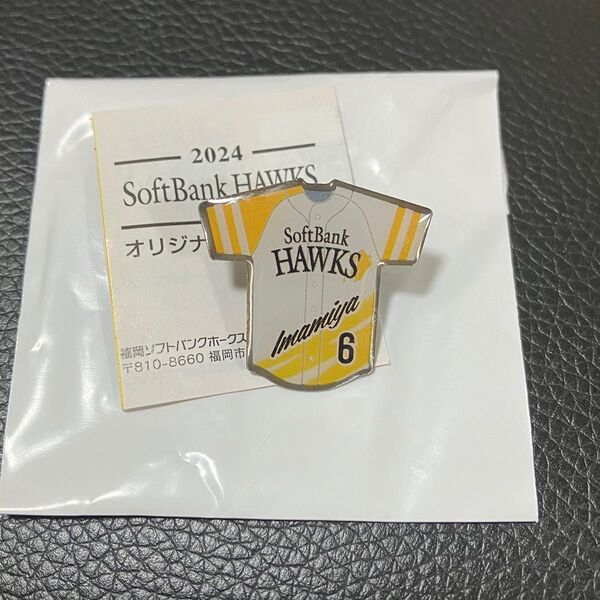 2024
SoftBank HAWKS
オリジナ
福岡ソフトバンクホークス
〒810-8660 福岡市
SoftBank
HAWKS
Imamiya
6